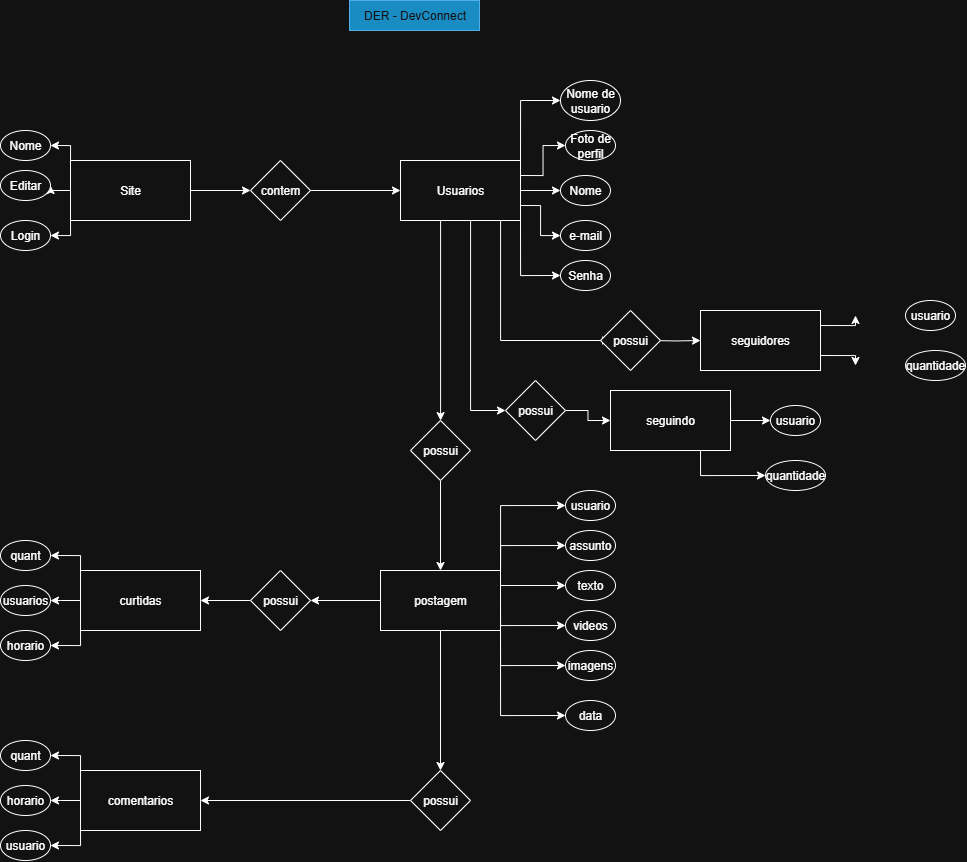 DER - DevConnect
Nome de
usuario
Foto de
perfil
Nome
Editar
Login
Site
contem
Usuarios
Nome
e-mail
Senha
possui
seguidores
usuario
quantidade
possui
seguindo
usuario
quantidade
possui
usuario
assunto
texto
videos
imagens
data
quant
usuarios
horario
curtidas
possui
postagem
quant
horario
usuario
comentarios
possui